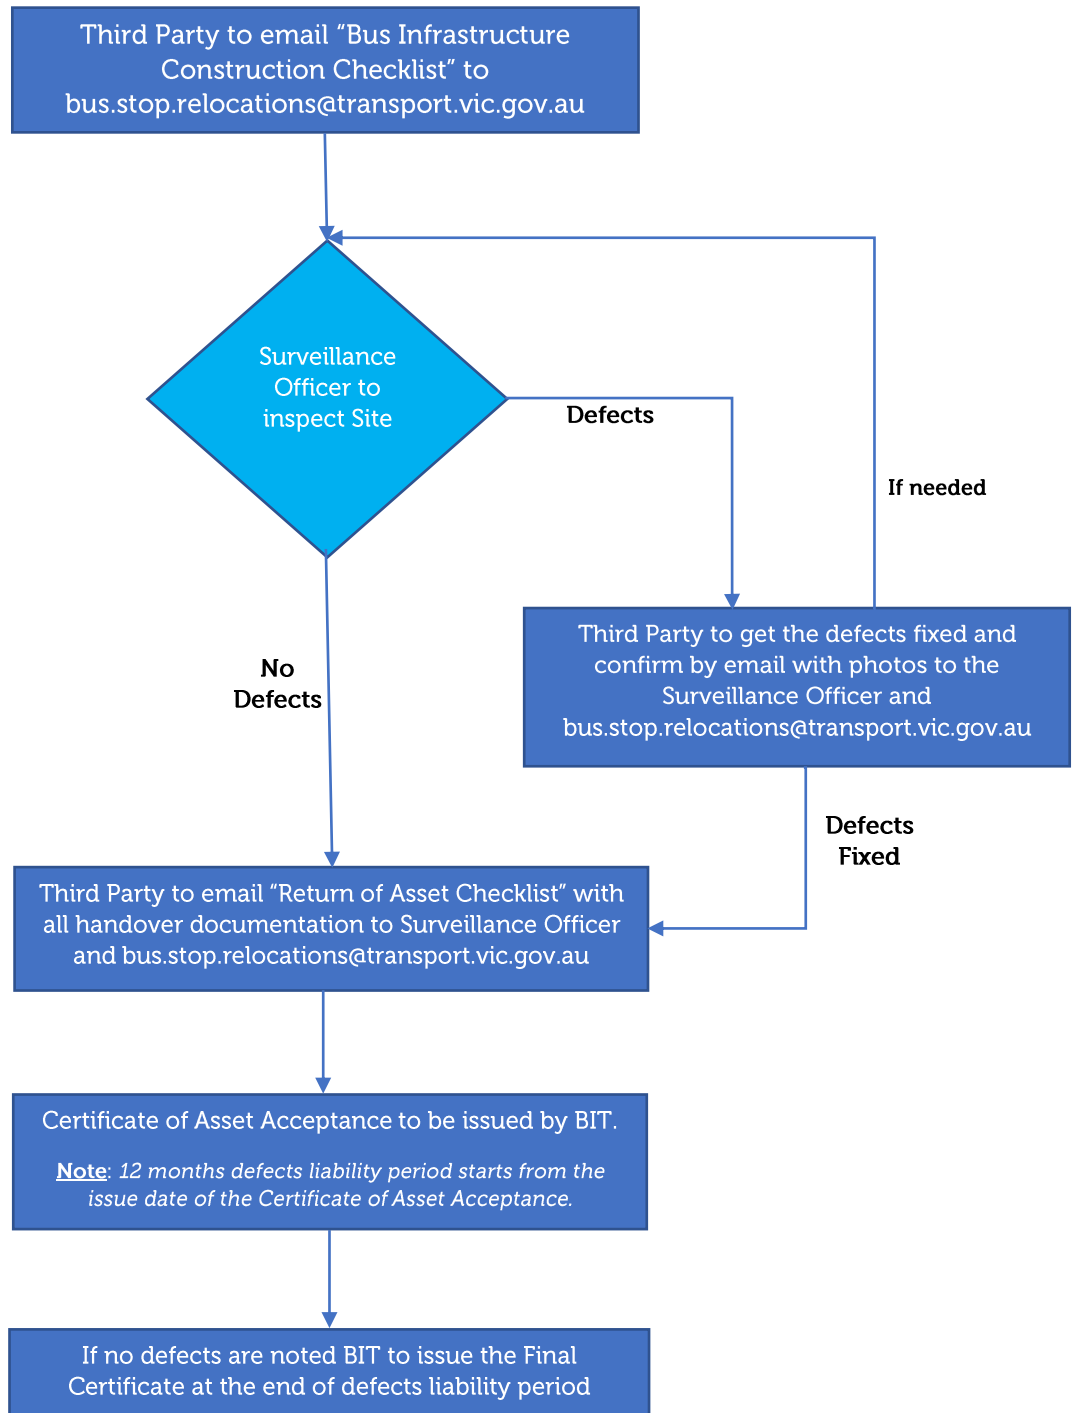 Third Party to email “Bus Infrastructure
Construction Checklist” to
bus.stop.relocations@transport.vic.gov.au
Surveillance
Officer to
inspect Site
Defects
If needed
Third Party to get the defects fixed and
confirm by email with photos to the
Surveillance Officer and
bus.stop.relocations@transport.vic.gov.au
No
Defects
Defects
Fixed
Third Party to email “Return of Asset Checklist” with
all handover documentation to Surveillance Officer
and bus.stop.relocations@transport.vic.gov.au
Certificate of Asset Acceptance to be issued by BIT.
Note: 12 months defects liability period starts from the
issue date of the Certificate of Asset Acceptance.
If no defects are noted BIT to issue the Final
Certificate at the end of defects liability period